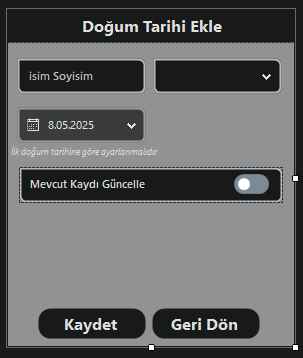 Doğum Tarihi Ekle
isim Soyisim
8.05.2025
İlk doğum tarihine göre ayarlanmalıdır
Mevcut Kaydı Güncelle
Kaydet
Geri Dön